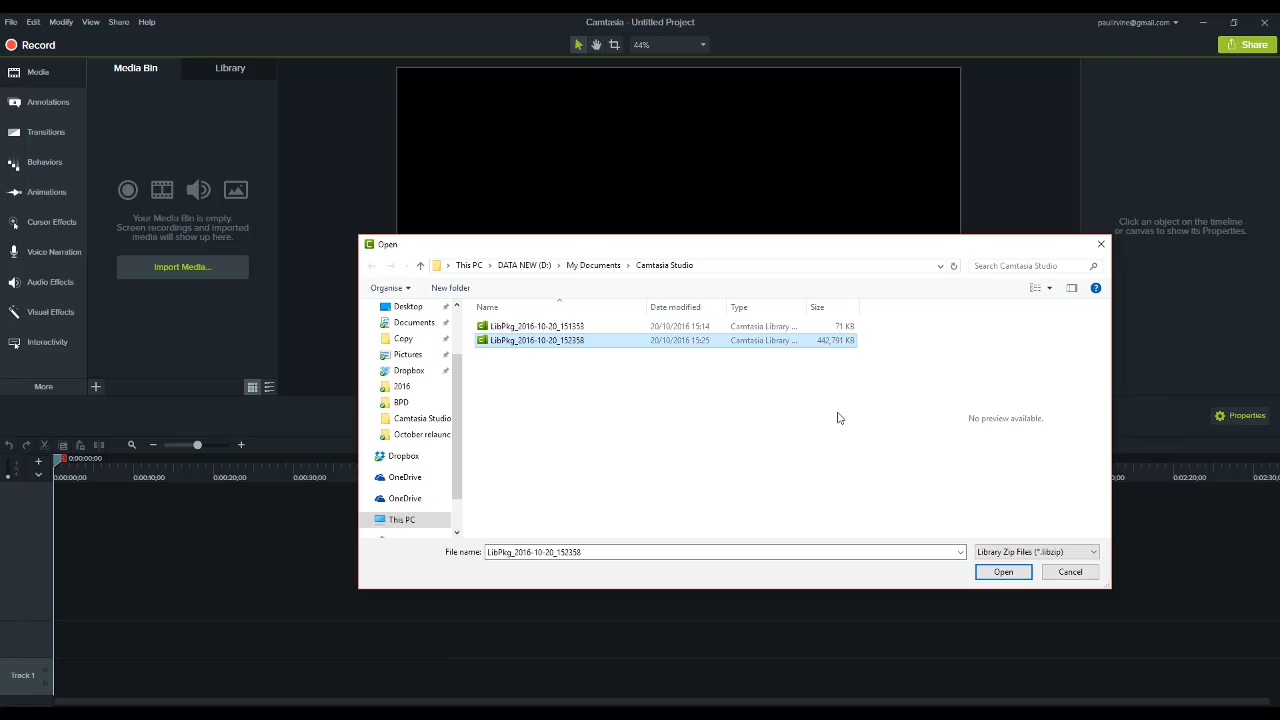 File Edit Modify View Share Help
Camtasia - Untitled Project
paulirvine@gmail.com
Record
44%
Share
Media
Media Bin
Library
Annotations
Transitions
Behaviors
Animations
Cursor Effects
Voice Narration
Audio Effects
Visual Effects
Interactivity
More
Your Media Bin is empty.
Screen recordings and imported
media will show up here.
Import Media...
Click an object on the timeline
or canvas to show its Properties.
Open
This PC > DATA NEW (D:) > My Documents > Camtasia Studio
Search Camtasia Studio
Organise
New folder
Desktop
Documents
Copy
Pictures
Dropbox
2016
BPD
Camtasia Studio
October relaunc
Dropbox
OneDrive
OneDrive
This PC
Name Date modified Type Size
LibPkg_2016-10-20_151353 20/10/2016 15:14 Camtasia Library ... 71 KB
LibPkg_2016-10-20_152358 20/10/2016 15:25 Camtasia Library ... 442,791 KB
No preview available.
File name: LibPkg_2016-10-20_152358
Library Zip Files (*.libzip)
Open
Cancel
Properties
0:00:00;00
0:00:00;00 0:00:10;00 0:00:20;00 0:00:30;00
0:02:20;00
Track 1